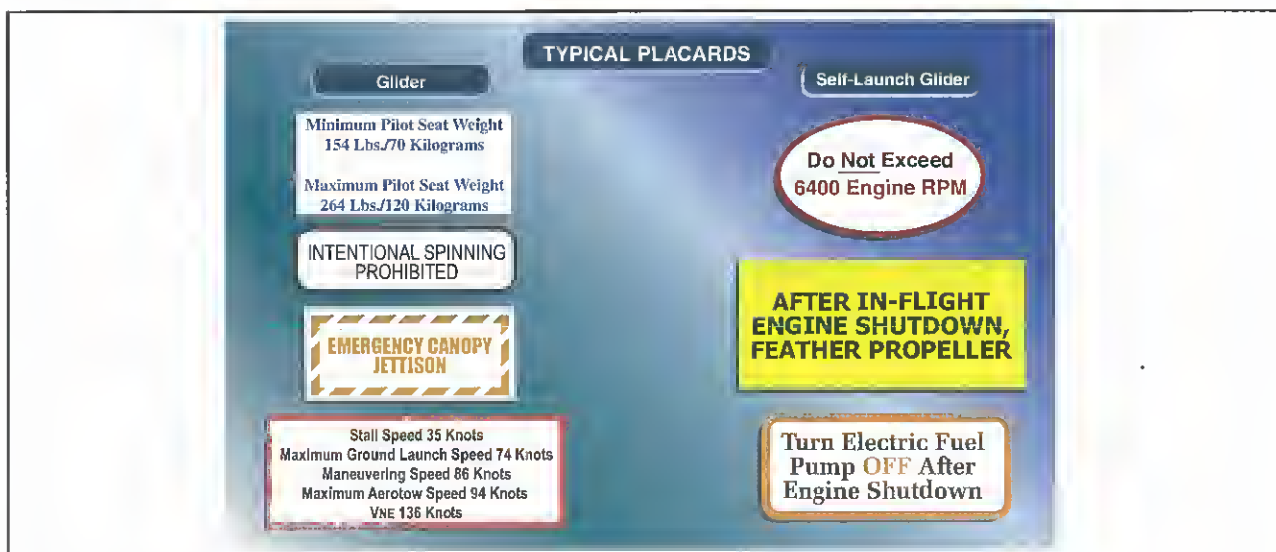 TYPICAL PLACARDS
Glider
Minimum Pilot Seat Weight
154 Lbs./70 Kilograms
Maximum Pilot Seat Weight
264 Lbs./120 Kilograms
INTENTIONAL SPINNING
PROHIBITED
EMERGENCY CANOPY
JETTISON
Stall Speed 35 Knots
Maximum Ground Launch Speed 74 Knots
Maneuvering Speed 86 Knots
Maximum Aerotow Speed 94 Knots
VNE 136 Knots
Self-Launch Glider
Do Not Exceed
6400 Engine RPM
AFTER IN-FLIGHT
ENGINE SHUTDOWN,
FEATHER PROPELLER
Turn Electric Fuel
Pump OFF After
Engine Shutdown